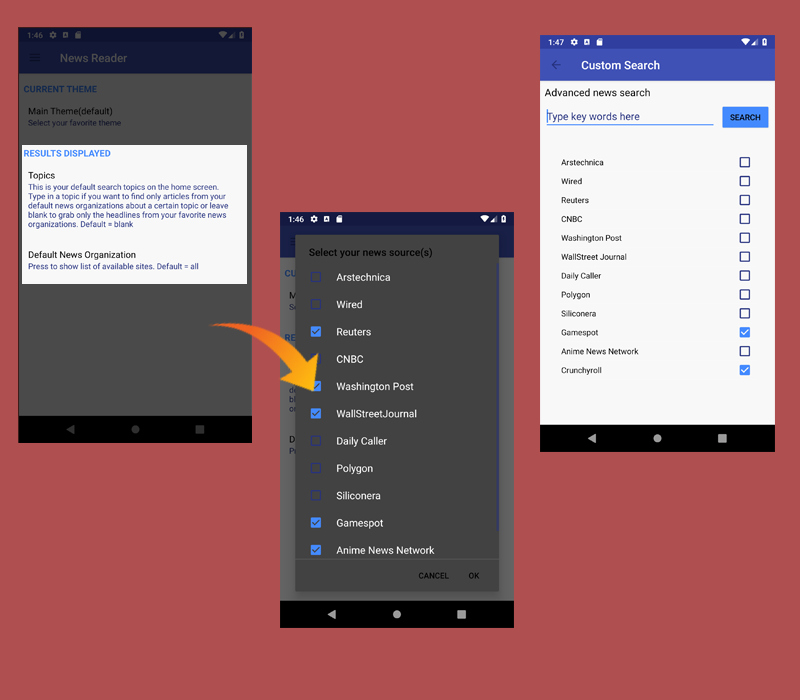 1:46
News Reader
CURRENT THEME
Main Theme(default)
Select your favorite theme
RESULTS DISPLAYED
Topics
This is your default search topics on the home screen.
Type in a topic if you want to find only articles from your
default news organizations about a certain topic or leave
blank to grab only the headlines from your favorite news
organizations. Default = blank
Default News Organization
Press to show list of available sites. Default = all
1:46
Select your news source(s)
Arstechnica
Wired
Reuters
CNBC
Washington Post
WallStreetJournal
Daily Caller
Polygon
Siliconera
Gamespot
Anime News Network
CANCEL OK
1:47
Custom Search
Advanced news search
Type key words here
SEARCH
Arstechnica
Wired
Reuters
CNBC
Washington Post
WallStreet Journal
Daily Caller
Polygon
Siliconera
Gamespot
Anime News Network
Crunchyroll